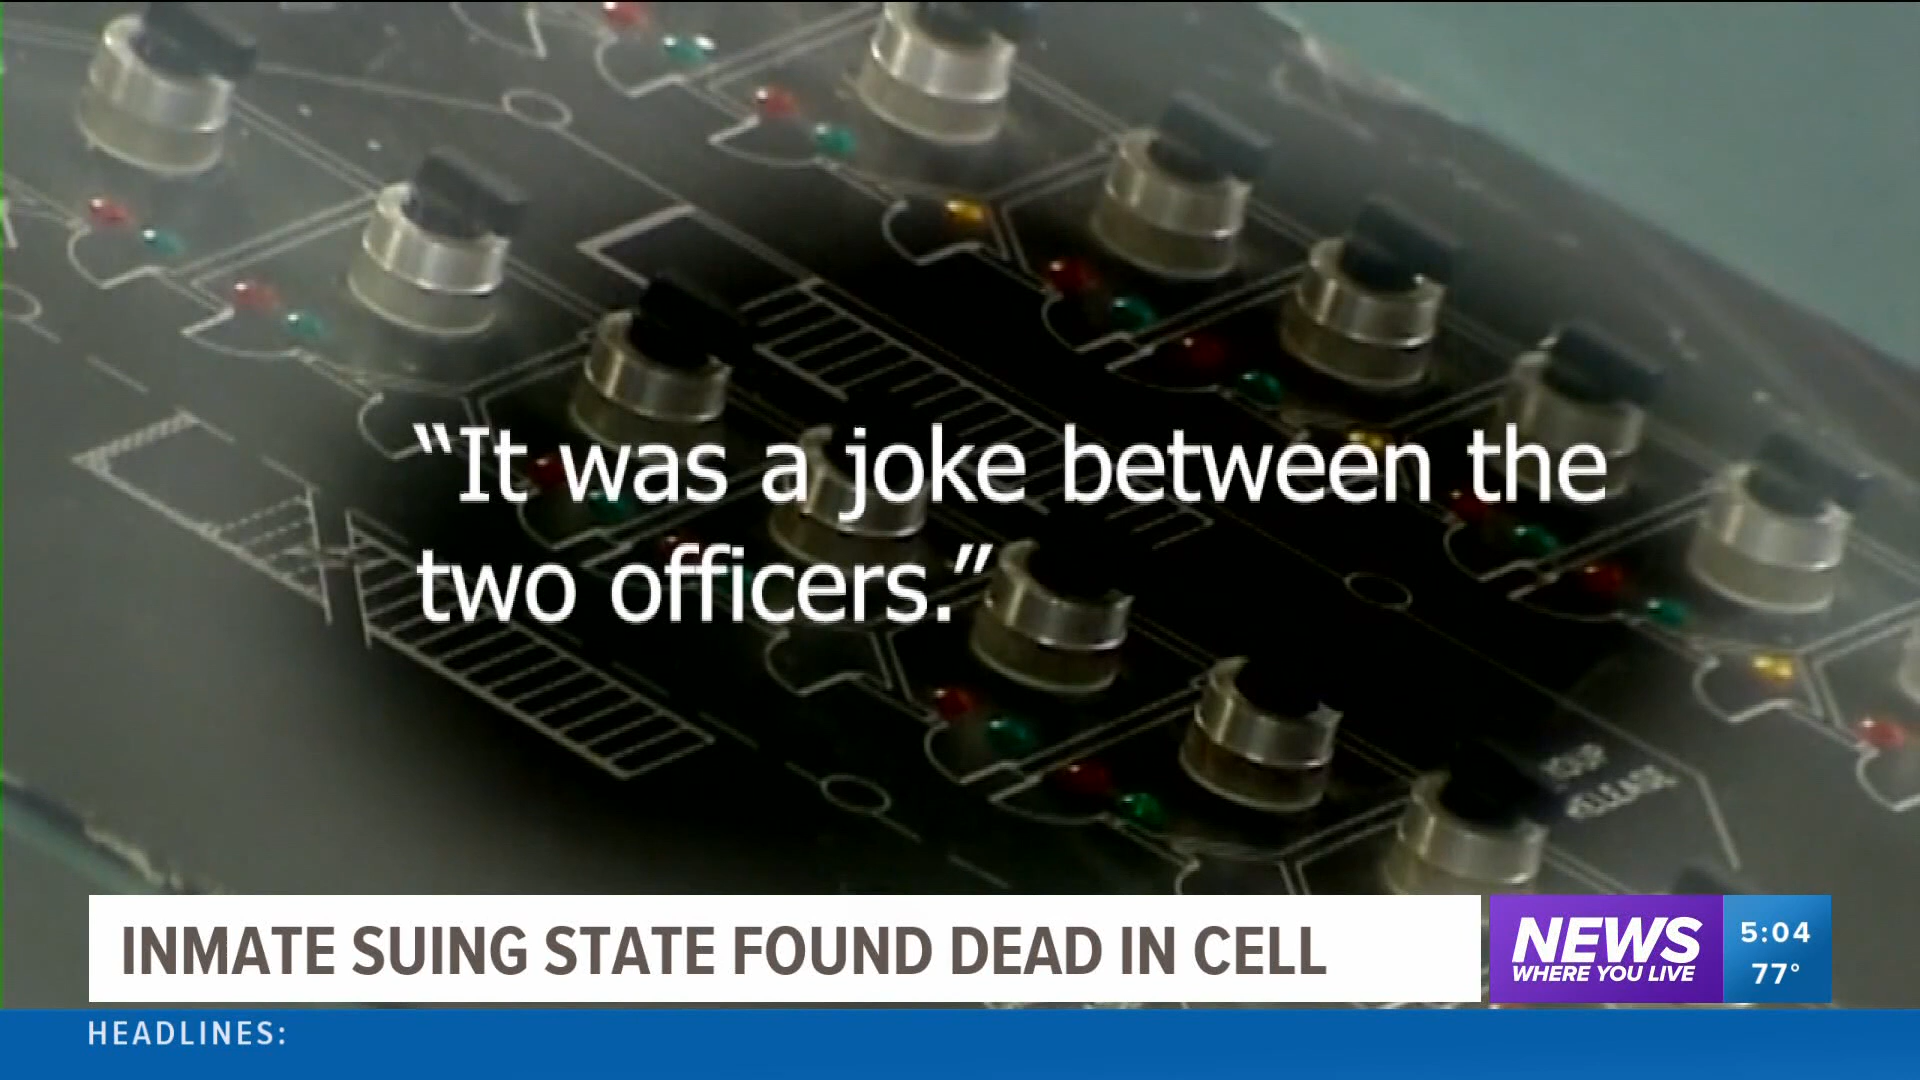 “It was a joke between the
two officers.”
RELEASE
INMATE SUING STATE FOUND DEAD IN CELL
NEWS
WHERE YOU LIVE
5:04
77°
HEADLINES: